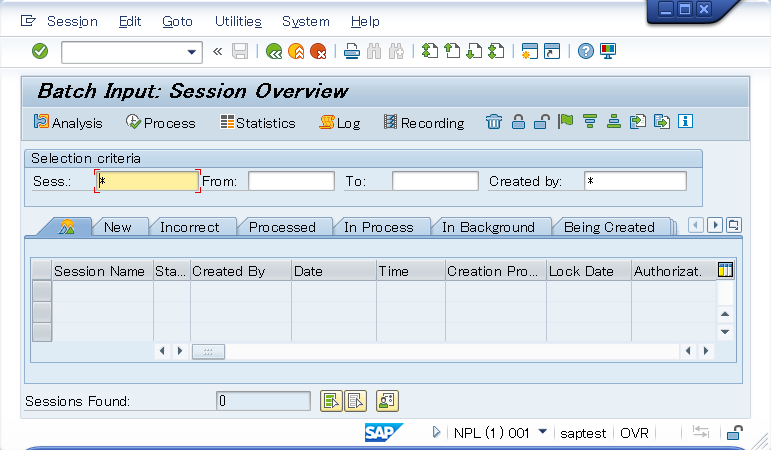 Session Edit Goto Utilities System Help
Batch Input: Session Overview
Analysis Process Statistics Log Recording
Selection criteria
Sess.: * From: To: Created by: *
New Incorrect Processed In Process In Background Being Created
Session Name Sta... Created By Date Time Creation Pro... Lock Date Authorizat.
Sessions Found: 0
SAP NPL (1) 001 saptest OVR